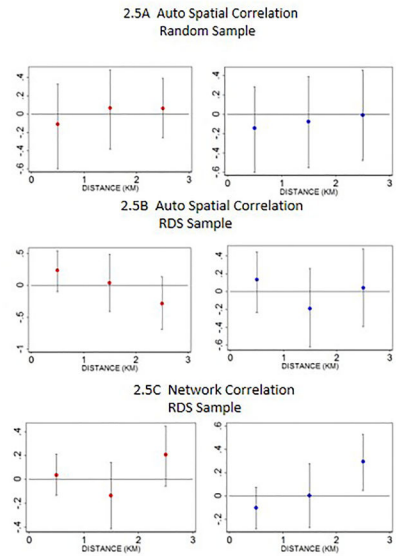 2.5A Auto Spatial Correlation
Random Sample
.4
.2
0
-.2
-.4
-.6
0 1 2 3
DISTANCE (KM)
.4
.2
0
-.2
-.4
-.6
0 1 2 3
DISTANCE (KM)
2.5B Auto Spatial Correlation
RDS Sample
.5
0
-.5
-1
0 1 2 3
DISTANCE (KM)
.4
.2
0
-.2
-.4
-.6
0 1 2 3
DISTANCE (KM)
2.5C Network Correlation
RDS Sample
.4
.2
0
-.2
-.4
0 1 2 3
DISTANCE (KM)
.6
.4
.2
0
-.2
0 1 2 3
DISTANCE (KM)